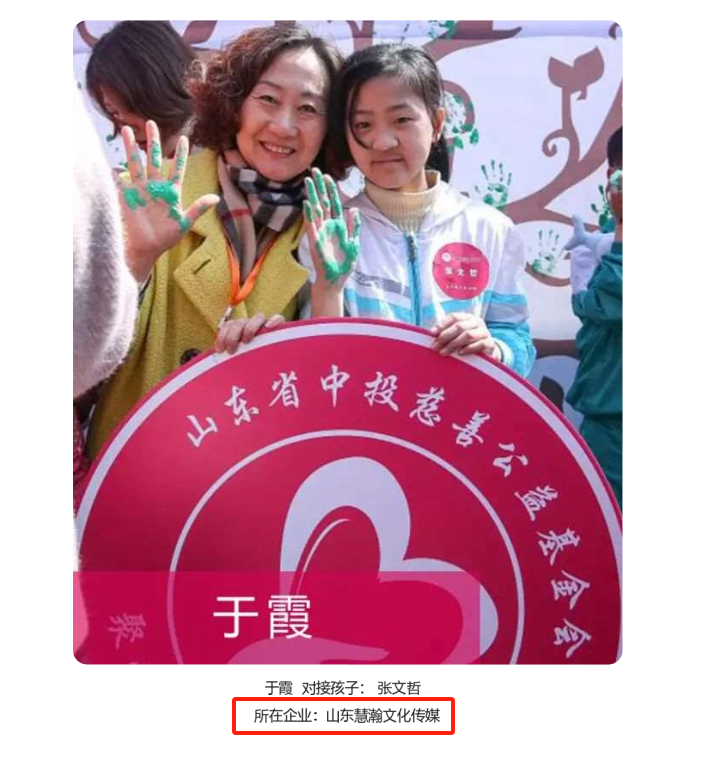 张文哲
山东省中投慈善公益基金会
聚
于霞
于霞 对接孩子： 张文哲
所在企业：山东慧瀚文化传媒